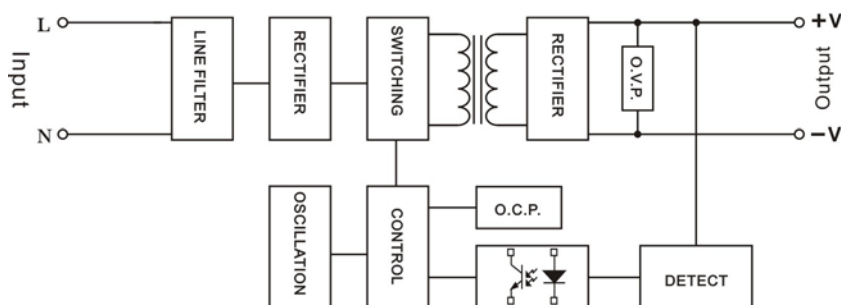 L
Input
N
LINE FILTER
RECTIFIER
SWITCHING
RECTIFIER
O.V.P.
+V
Output
−V
OSCILLATION
CONTROL
O.C.P.
DETECT